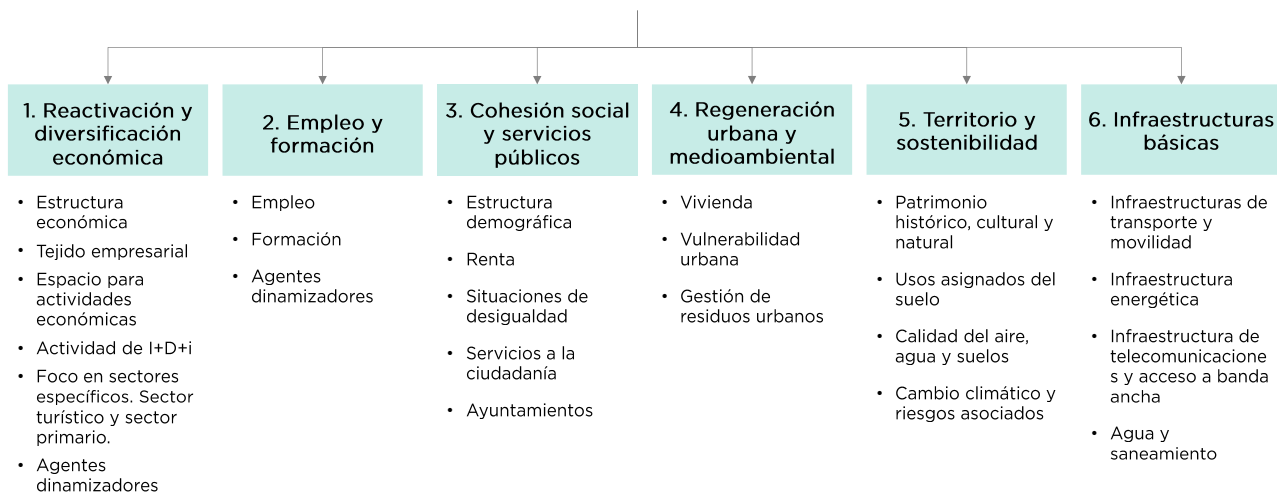 1. Reactivación y
diversificación
económica
• Estructura
económica
• Tejido empresarial
• Espacio para
actividades
económicas
• Actividad de I+D+i
• Foco en sectores
específicos. Sector
turístico y sector
primario.
• Agentes
dinamizadores
2. Empleo y
formación
• Empleo
• Formación
• Agentes
dinamizadores
3. Cohesión social
y servicios
públicos
• Estructura
demográfica
• Renta
• Situaciones de
desigualdad
• Servicios a la
ciudadanía
• Ayuntamientos
4. Regeneración
urbana y
medioambiental
• Vivienda
• Vulnerabilidad
urbana
• Gestión de
residuos urbanos
5. Territorio y
sostenibilidad
• Patrimonio
histórico, cultural y
natural
• Usos asignados del
suelo
• Calidad del aire,
agua y suelos
• Cambio climático y
riesgos asociados
6. Infraestructuras
básicas
• Infraestructuras de
transporte y
movilidad
• Infraestructura
energética
• Infraestructura de
telecomunicacione
s y acceso a banda
ancha
• Agua y
saneamiento